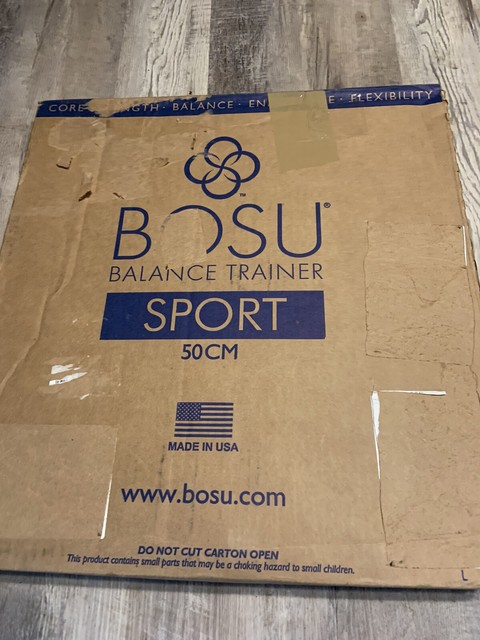 CORE · BALANCE · FLEXIBILITY
™
BOSU®
BALANCE TRAINER
SPORT
50CM
MADE IN USA
www.bosu.com
DO NOT CUT CARTON OPEN
This product contains small parts that may be a choking hazard to small children.
L